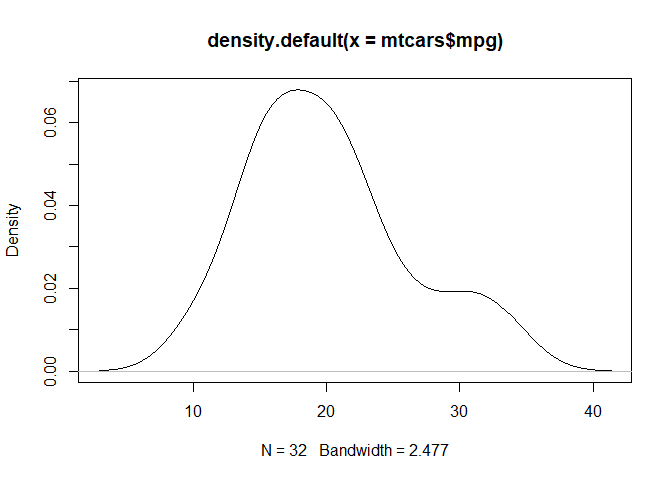 density.default(x = mtcars$mpg)
Density
0.06
0.04
0.02
0.00
10 20 30 40
N = 32 Bandwidth = 2.477